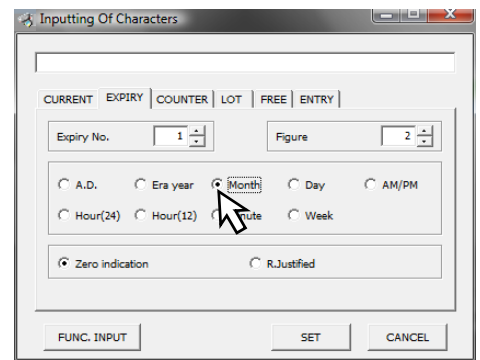 Inputting Of Characters
CURRENT EXPIRY COUNTER LOT FREE ENTRY
Expiry No. 1 Figure 2
A.D. Era year Month Day AM/PM
Hour(24) Hour(12) Minute Week
Zero indication R.Justified
FUNC. INPUT SET CANCEL